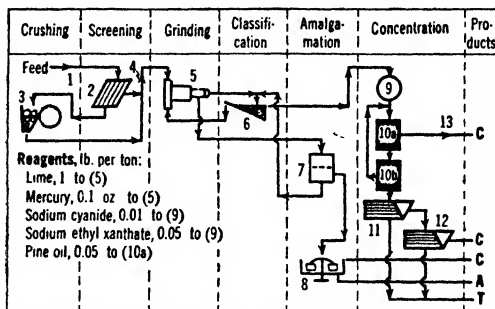 Crushing Screening Grinding Classifi- Amalga- Concentration Pro-
cation mation ducts
Feed
1
2
3
4
5
6
7
8
9
10a
10b
11
12
13
C
C
C
A
T
Reagents, lb. per ton:
Lime, 1 to (5)
Mercury, 0.1 oz to (5)
Sodium cyanide, 0.01 to (9)
Sodium ethyl xanthate, 0.05 to (9)
Pine oil, 0.05 to (10a)